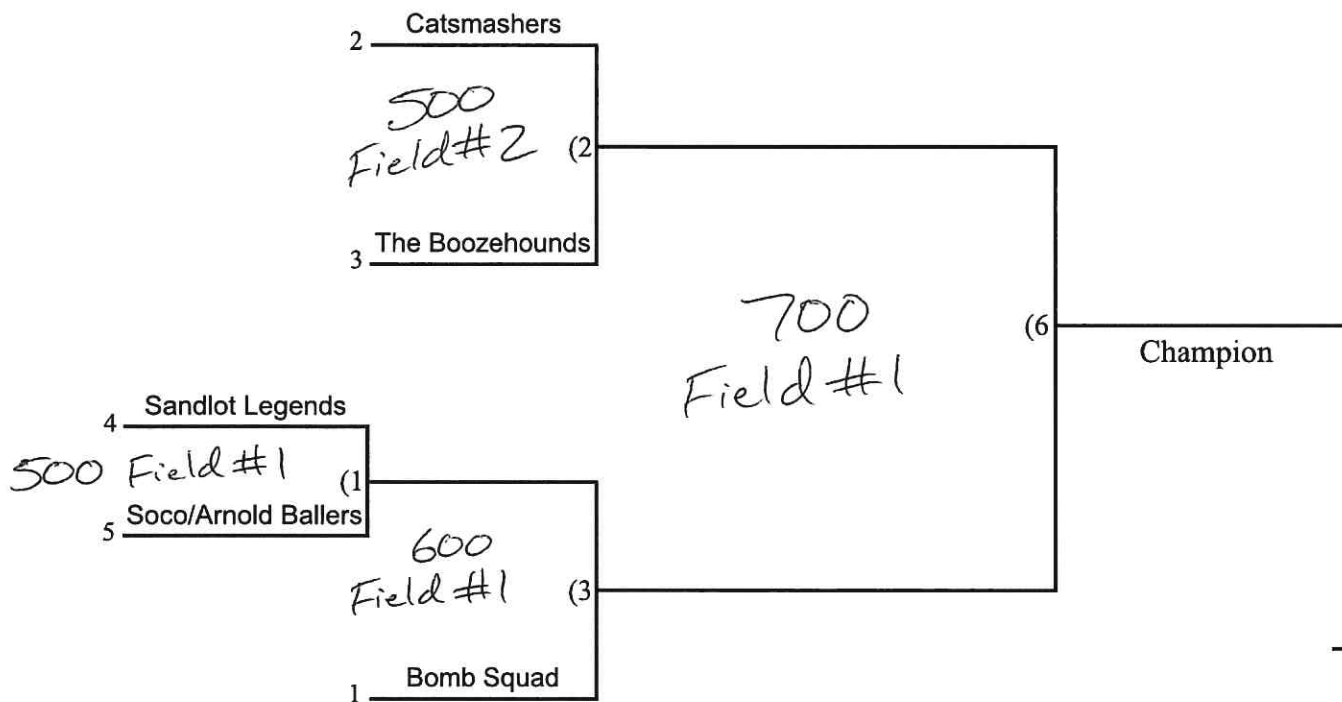 2 Catsmashers
500
Field #2
(2
3 The Boozehounds
700
Field #1
(6
Champion
4 Sandlot Legends
500 Field #1
(1
5 Soco/Arnold Ballers
600
Field #1
(3
1 Bomb Squad